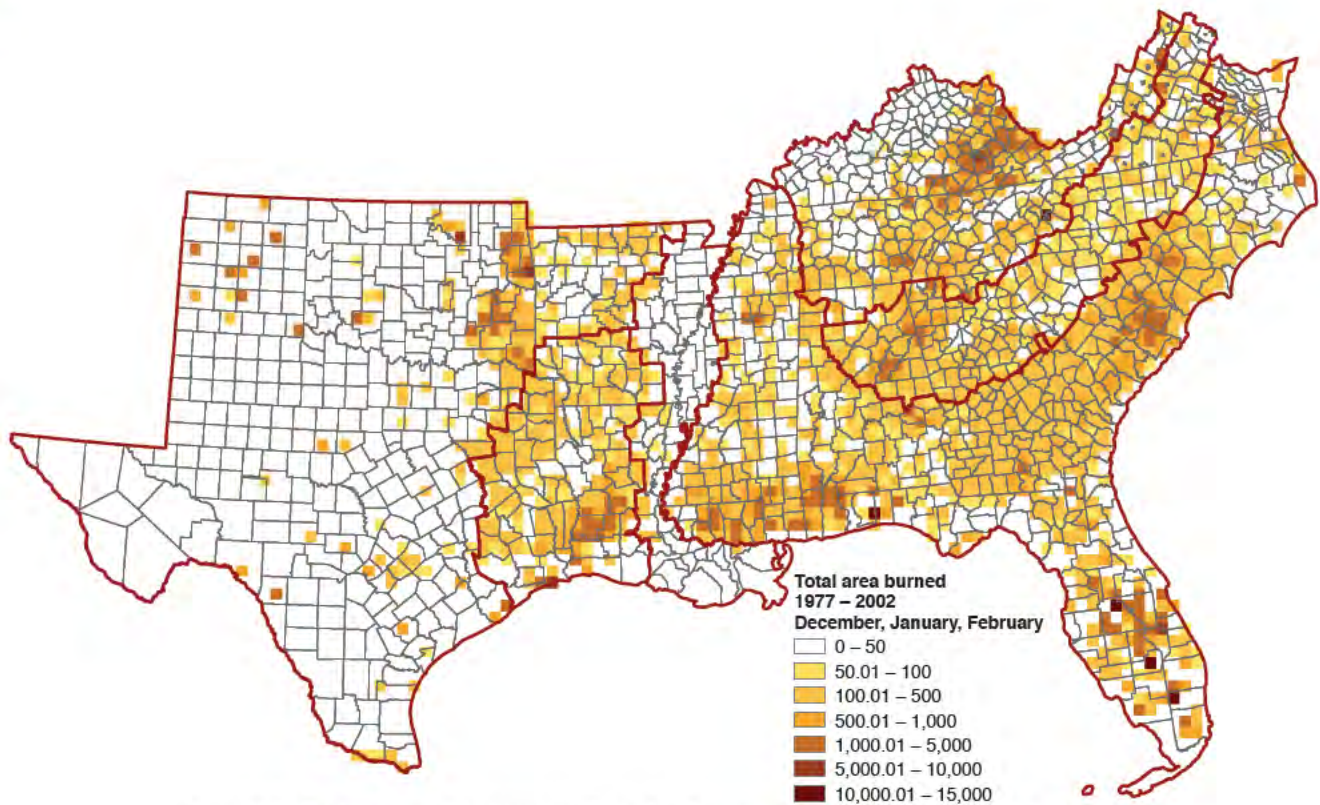 Total area burned
1977 – 2002
December, January, February
0 – 50
50.01 – 100
100.01 – 500
500.01 – 1,000
1,000.01 – 5,000
5,000.01 – 10,000
10,000.01 – 15,000